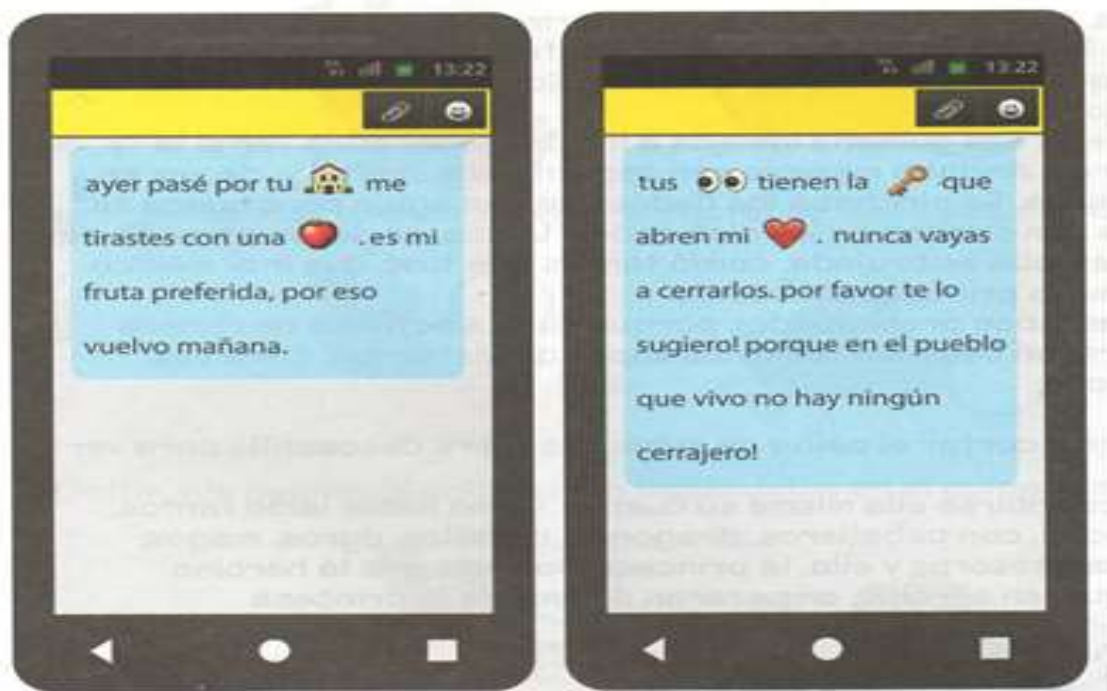 13:22
ayer pasé por tu 🏠 me
tirastes con una 🍎 . es mi
fruta preferida, por eso
vuelvo mañana.
13:22
tus 👀 tienen la 🔑 que
abren mi ❤️ . nunca vayas
a cerrarlos. por favor te lo
sugiero! porque en el pueblo
que vivo no hay ningún
cerrajero!